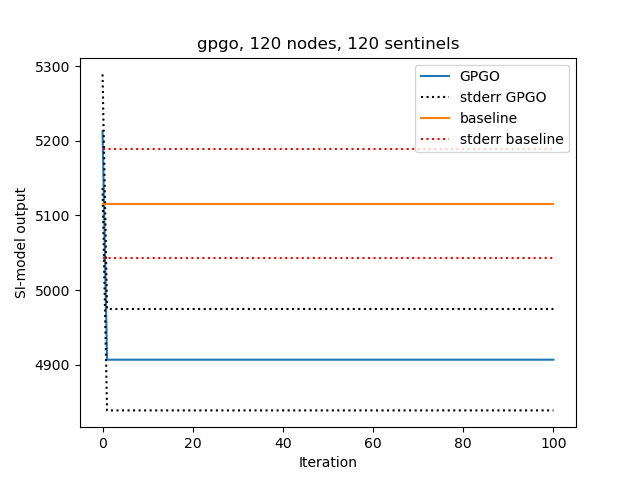 gpgo, 120 nodes, 120 sentinels
GPGO
stderr GPGO
baseline
stderr baseline
5300
5200
5100
5000
4900
SI-model output
0 20 40 60 80 100
Iteration